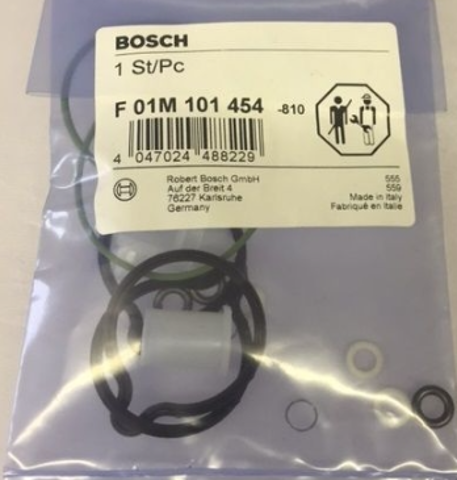 BOSCH
1 St/Pc
F 01M 101 454 -810
4 047024 488229
Robert Bosch GmbH 555
Auf der Breit 4 559
76227 Karlsruhe Made in Italy
Germany Fabriqué en Italie